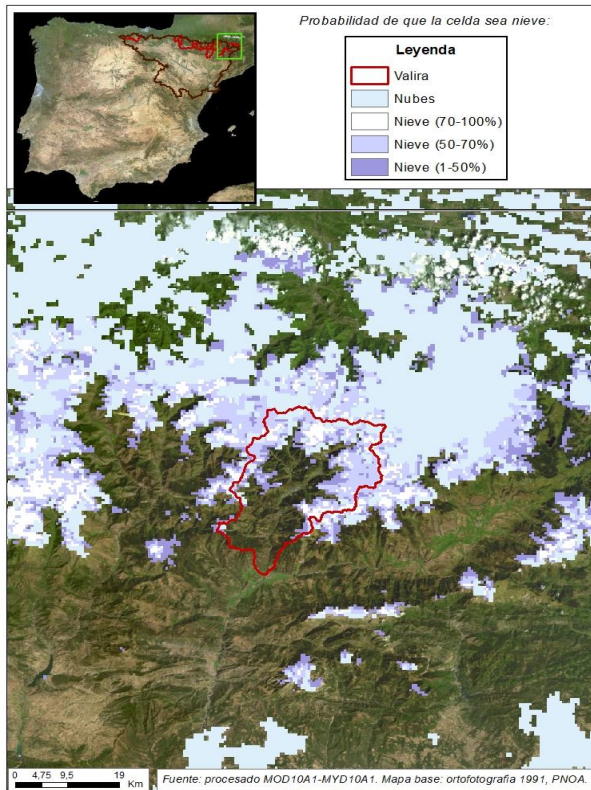 Probabilidad de que la celda sea nieve:
Leyenda
Valira
Nubes
Nieve (70-100%)
Nieve (50-70%)
Nieve (1-50%)
0 4,75 9,5 19
Km
Fuente: procesado MOD10A1-MYD10A1. Mapa base: ortofotografia 1991, PNOA.